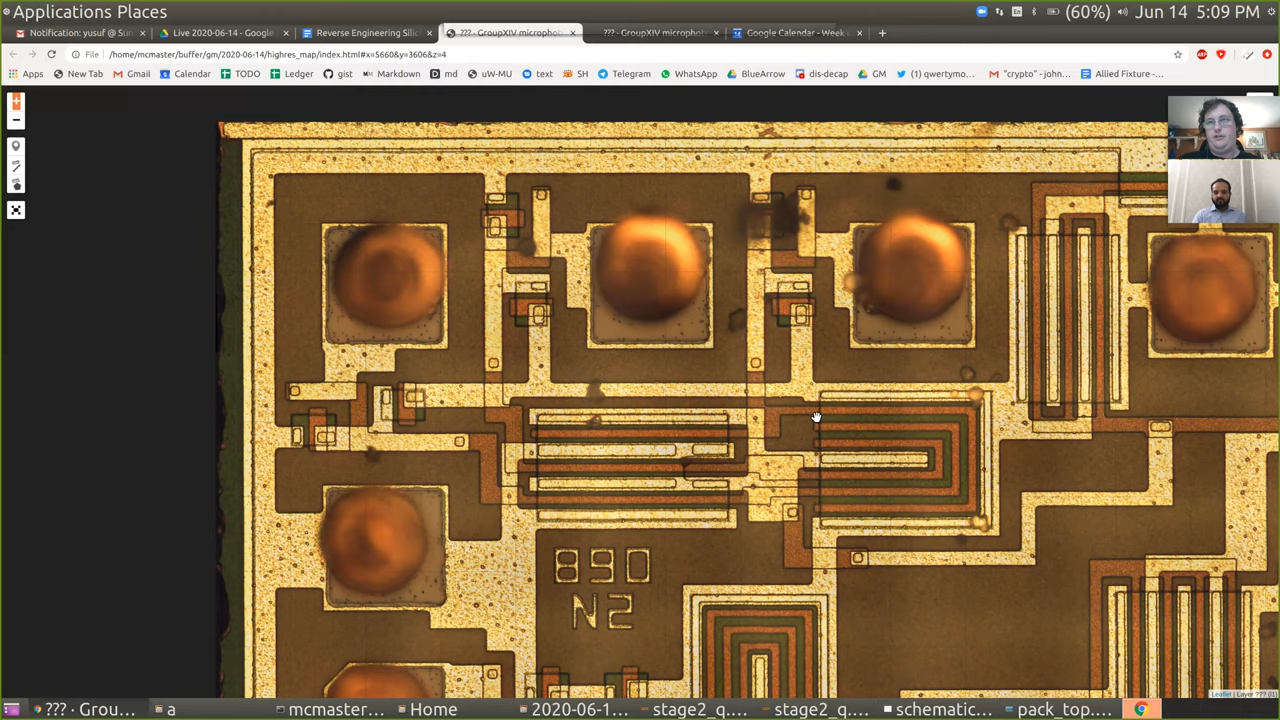 Applications Places
En
(60%)
Jun 14 5:09 PM
Notification: yusuf @ Sun
Live 2020-06-14 - Google
Reverse Engineering Silic
??? · GroupXIV microphot
??? · GroupXIV microphot
Google Calendar - Week
File
/home/mcmaster/buffer/gm/2020-06-14/highres_map/index.html#x=5660&y=3606&z=4
Apps
New Tab
Gmail
Calendar
TODO
Ledger
gist
Markdown
md
uW-MU
text
SH
Telegram
WhatsApp
BlueArrow
dis-decap
GM
(1) qwertymo...
"crypto" - john...
Allied Fixture -...
890
N2
Leaflet | Layer ??? (l1)
??? · Grou...
a
mcmaster...
Home
2020-06-1...
stage2_q....
stage2_q....
schematic...
pack_top....